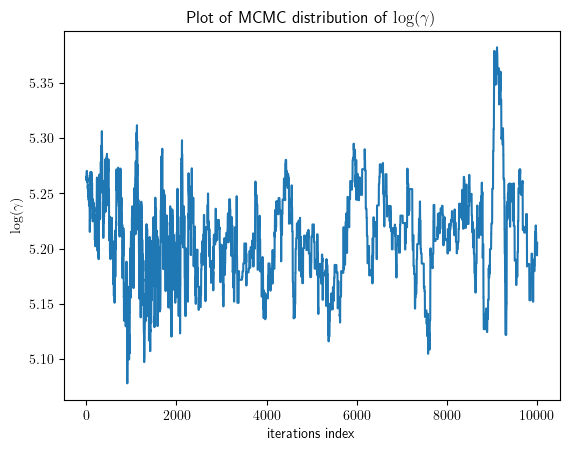 Plot of MCMC distribution of log(γ)
log(γ)
5.35
5.30
5.25
5.20
5.15
5.10
0 2000 4000 6000 8000 10000
iterations index